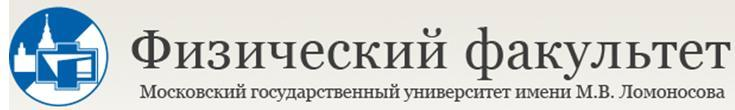 Физический факультет
Московский государственный университет имени М.В. Ломоносова